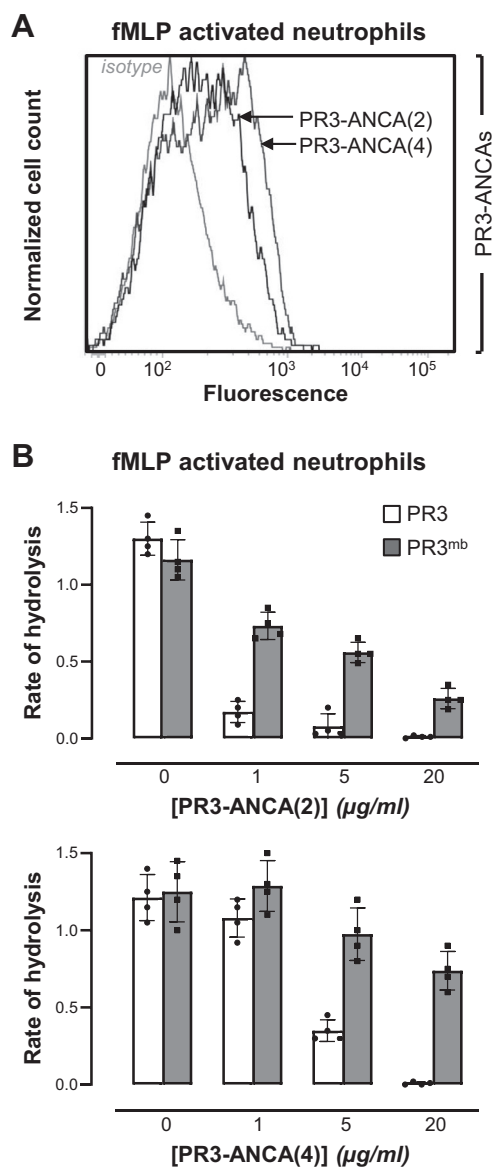 A
fMLP activated neutrophils
isotype
PR3-ANCA(2)
PR3-ANCA(4)
PR3-ANCAs
Normalized cell count
0 10² 10³ 10⁴ 10⁵
Fluorescence
B
fMLP activated neutrophils
PR3
PR3ᵐᵇ
Rate of hydrolysis
1.5
1.0
0.5
0.0
0 1 5 20
[PR3-ANCA(2)] (µg/ml)
Rate of hydrolysis
1.5
1.0
0.5
0.0
0 1 5 20
[PR3-ANCA(4)] (µg/ml)